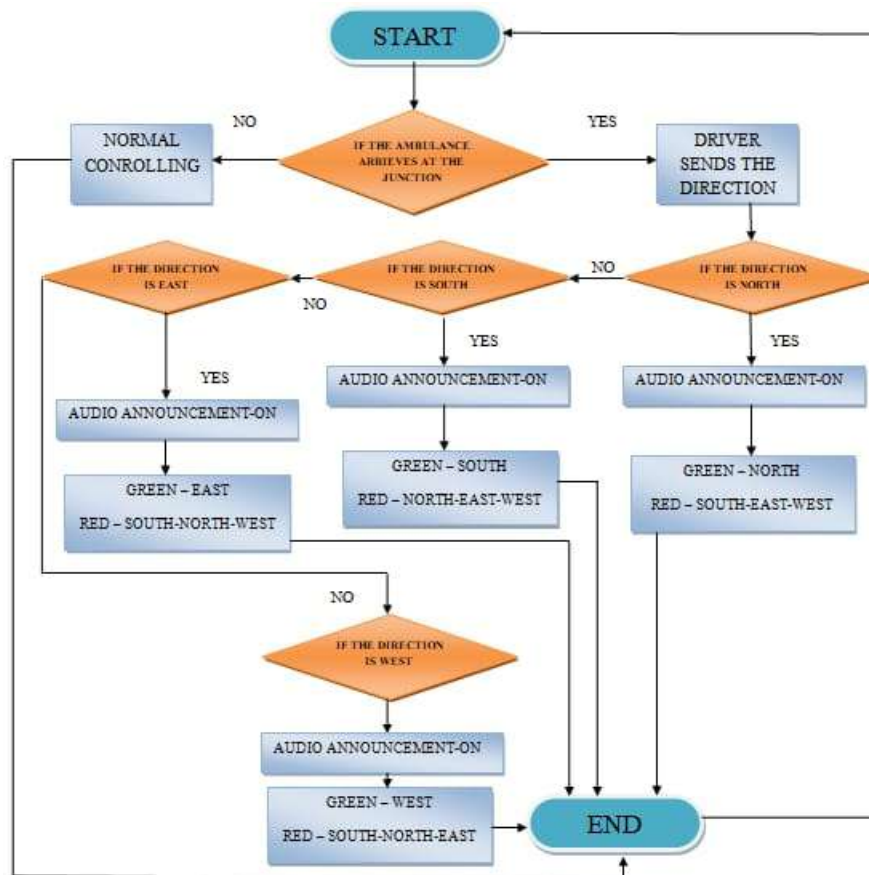 START
NO
YES
NORMAL
CONROLLING
IF THE AMBULANCE
ARRIEVES AT THE
JUNCTION
DRIVER
SENDS THE
DIRECTION
IF THE DIRECTION
IS EAST
NO
IF THE DIRECTION
IS SOUTH
NO
IF THE DIRECTION
IS NORTH
YES
YES
YES
AUDIO ANNOUNCEMENT-ON
AUDIO ANNOUNCEMENT-ON
AUDIO ANNOUNCEMENT-ON
GREEN – EAST
RED – SOUTH-NORTH-WEST
GREEN – SOUTH
RED – NORTH-EAST-WEST
GREEN – NORTH
RED – SOUTH-EAST-WEST
NO
IF THE DIRECTION
IS WEST
AUDIO ANNOUNCEMENT-ON
GREEN – WEST
RED – SOUTH-NORTH-EAST
END